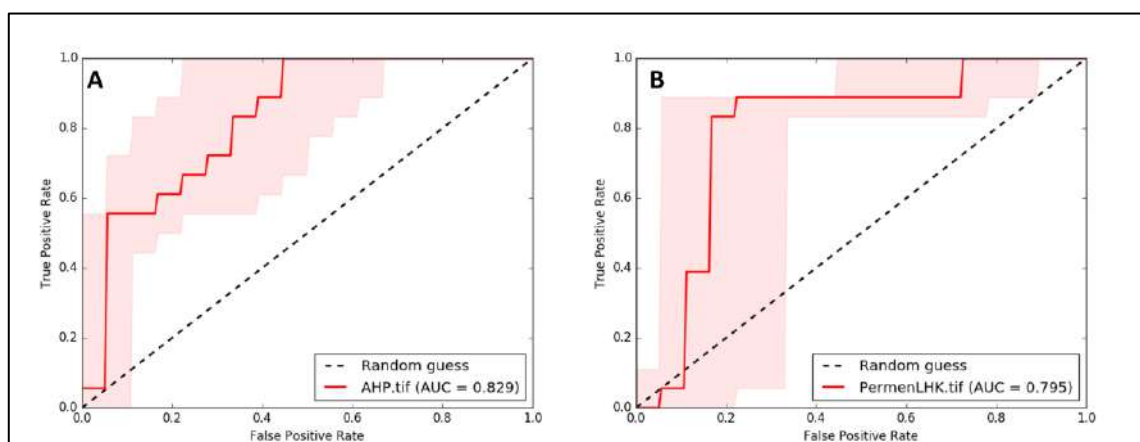 A
True Positive Rate
1.0
0.8
0.6
0.4
0.2
0.0
0.0 0.2 0.4 0.6 0.8 1.0
False Positive Rate
Random guess
AHP.tif (AUC = 0.829)
B
True Positive Rate
1.0
0.8
0.6
0.4
0.2
0.0
0.0 0.2 0.4 0.6 0.8 1.0
False Positive Rate
Random guess
PermenLHK.tif (AUC = 0.795)